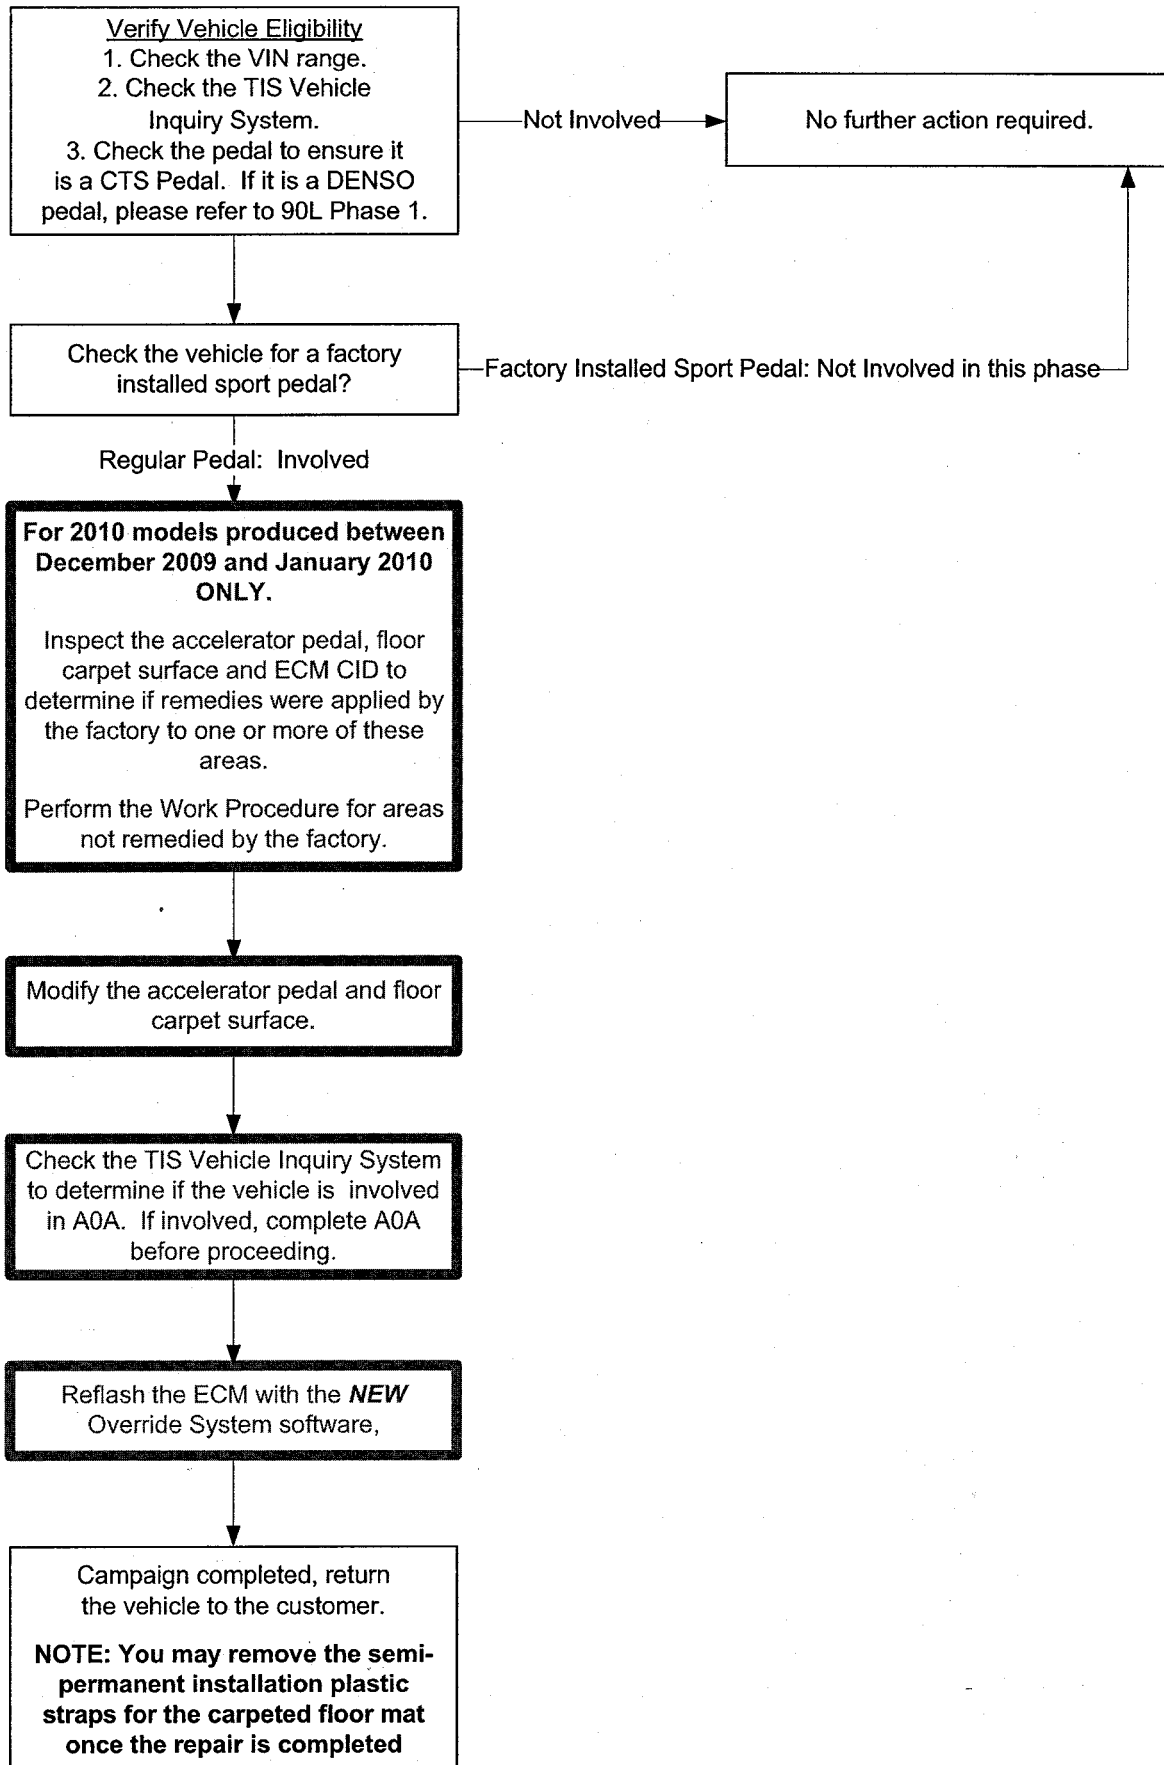 Verify Vehicle Eligibility
1. Check the VIN range.
2. Check the TIS Vehicle
Inquiry System.
3. Check the pedal to ensure it
is a CTS Pedal. If it is a DENSO
pedal, please refer to 90L Phase 1.
Not Involved
No further action required.
Check the vehicle for a factory
installed sport pedal?
Factory Installed Sport Pedal: Not Involved in this phase
Regular Pedal: Involved
For 2010 models produced between
December 2009 and January 2010
ONLY.
Inspect the accelerator pedal, floor
carpet surface and ECM CID to
determine if remedies were applied by
the factory to one or more of these
areas.
Perform the Work Procedure for areas
not remedied by the factory.
Modify the accelerator pedal and floor
carpet surface.
Check the TIS Vehicle Inquiry System
to determine if the vehicle is involved
in A0A. If involved, complete A0A
before proceeding.
Reflash the ECM with the NEW
Override System software,
Campaign completed, return
the vehicle to the customer.
NOTE: You may remove the semi-
permanent installation plastic
straps for the carpeted floor mat
once the repair is completed